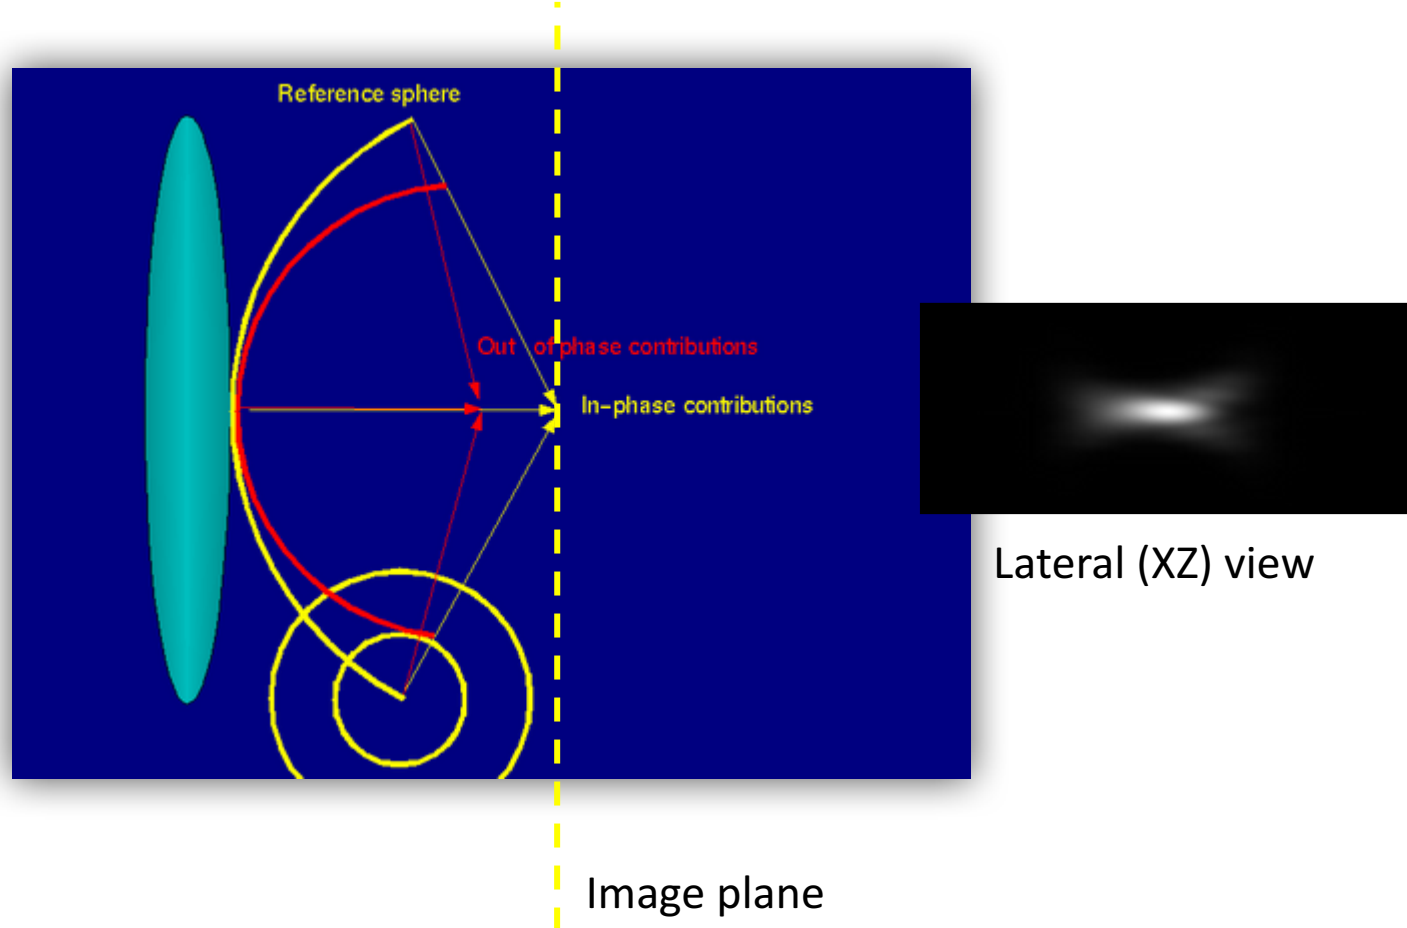 Reference sphere
Out of phase contributions
In-phase contributions
Lateral (XZ) view
Image plane